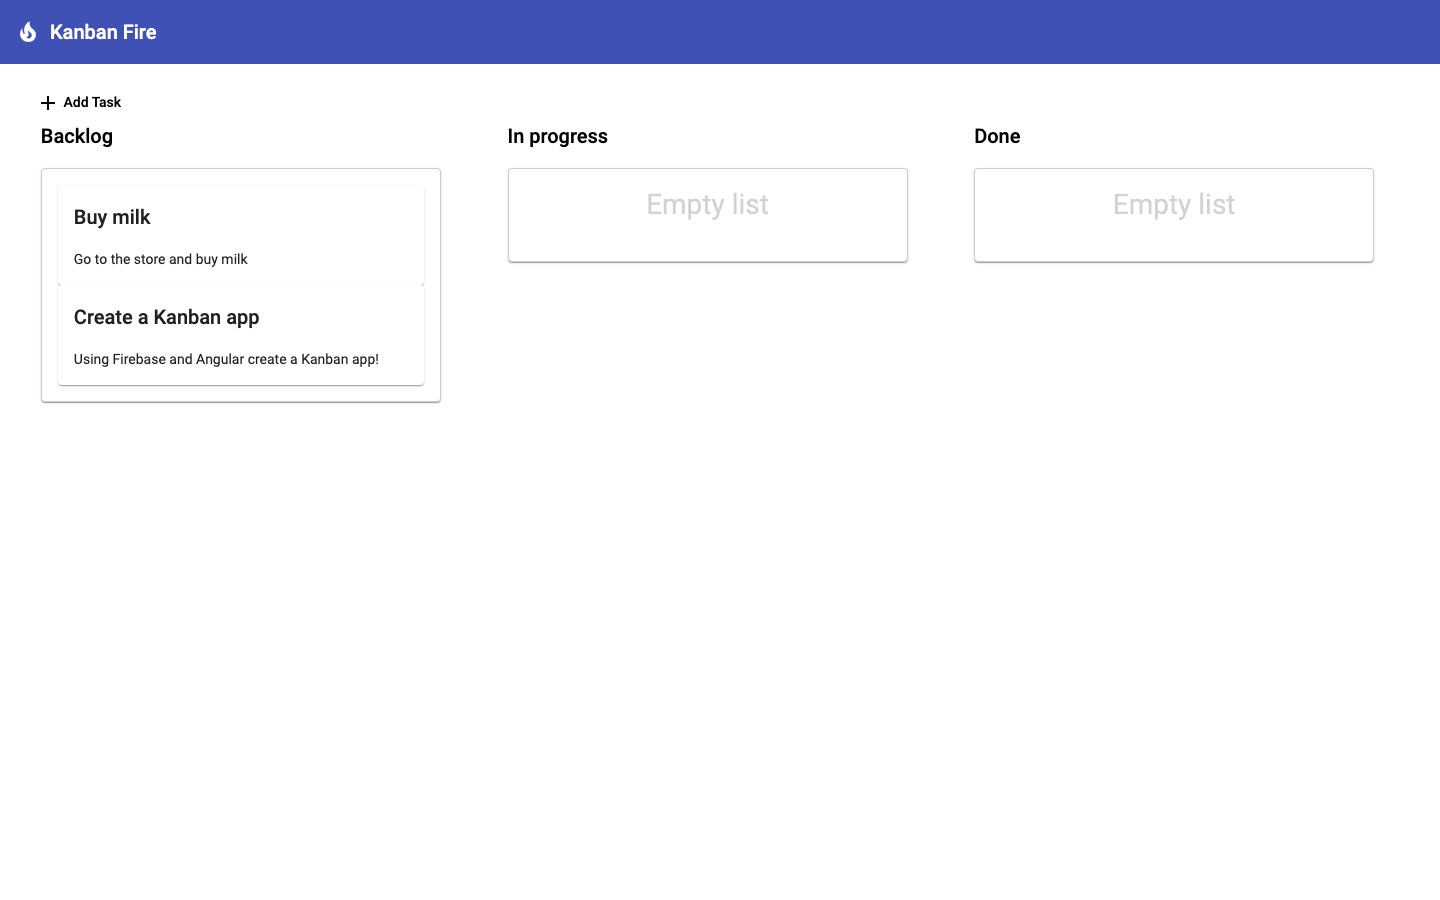 Kanban Fire
Add Task
Backlog
Buy milk
Go to the store and buy milk
Create a Kanban app
Using Firebase and Angular create a Kanban app!
In progress
Empty list
Done
Empty list